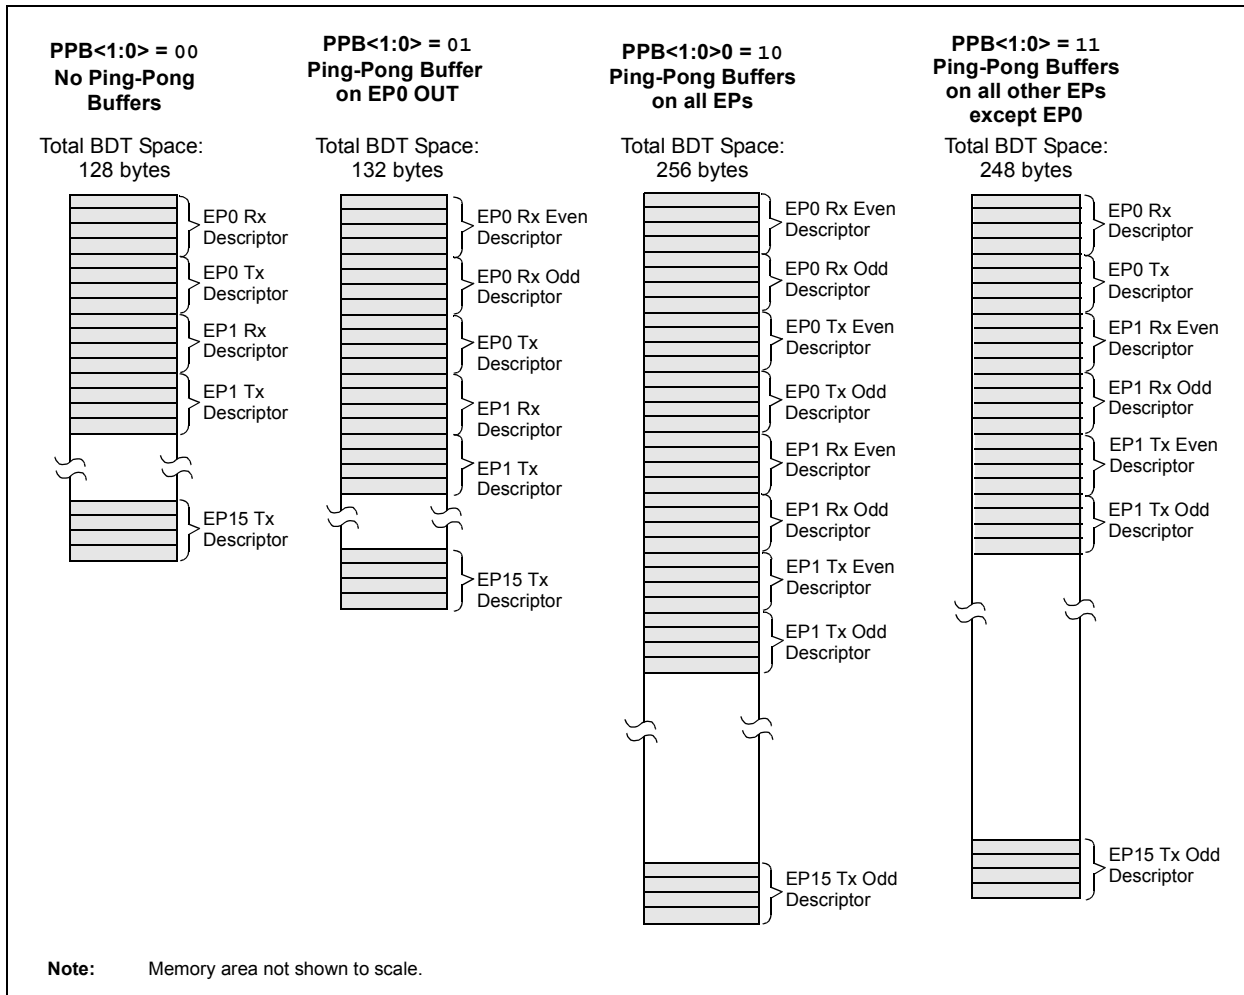 PPB<1:0> = 00
No Ping-Pong
Buffers
Total BDT Space:
128 bytes
EP0 Rx
Descriptor
EP0 Tx
Descriptor
EP1 Rx
Descriptor
EP1 Tx
Descriptor
EP15 Tx
Descriptor
PPB<1:0> = 01
Ping-Pong Buffer
on EP0 OUT
Total BDT Space:
132 bytes
EP0 Rx Even
Descriptor
EP0 Rx Odd
Descriptor
EP0 Tx
Descriptor
EP1 Rx
Descriptor
EP1 Tx
Descriptor
EP15 Tx
Descriptor
PPB<1:0>0 = 10
Ping-Pong Buffers
on all EPs
Total BDT Space:
256 bytes
EP0 Rx Even
Descriptor
EP0 Rx Odd
Descriptor
EP0 Tx Even
Descriptor
EP0 Tx Odd
Descriptor
EP1 Rx Even
Descriptor
EP1 Rx Odd
Descriptor
EP1 Tx Even
Descriptor
EP1 Tx Odd
Descriptor
EP15 Tx Odd
Descriptor
PPB<1:0> = 11
Ping-Pong Buffers
on all other EPs
except EP0
Total BDT Space:
248 bytes
EP0 Rx
Descriptor
EP0 Tx
Descriptor
EP1 Rx Even
Descriptor
EP1 Rx Odd
Descriptor
EP1 Tx Even
Descriptor
EP1 Tx Odd
Descriptor
EP15 Tx Odd
Descriptor
Note: Memory area not shown to scale.